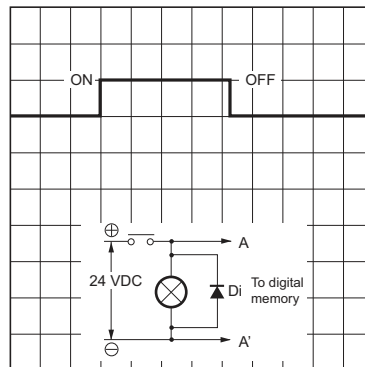 ON OFF
⊕
A
24 VDC
Di
To digital
memory
A'
⊖